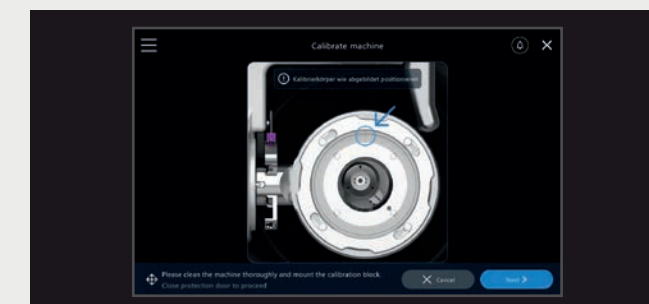 Calibrate machine
Kalibrierkörper wie abgebildet positionieren
Please clean the machine thoroughly and mount the calibration block.
Close protection door to proceed
Cancel
Next